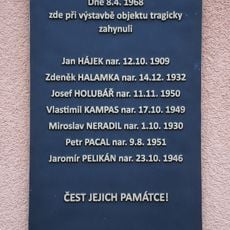 Dne 8.4. 1968
zde při výstavbě objektu tragicky
zahynuli
Jan HÁJEK nar. 12.10. 1909
Zdeněk HALAMKA nar. 14.12. 1932
Josef HOLUBÁŘ nar. 11.11. 1950
Vlastimil KAMPAS nar. 17.10. 1949
Miroslav NERADIL nar. 1.10. 1930
Petr PACAL nar. 9.8. 1951
Jaromír PELIKÁN nar. 23.10. 1946
ČEST JEJICH PAMÁTCE!